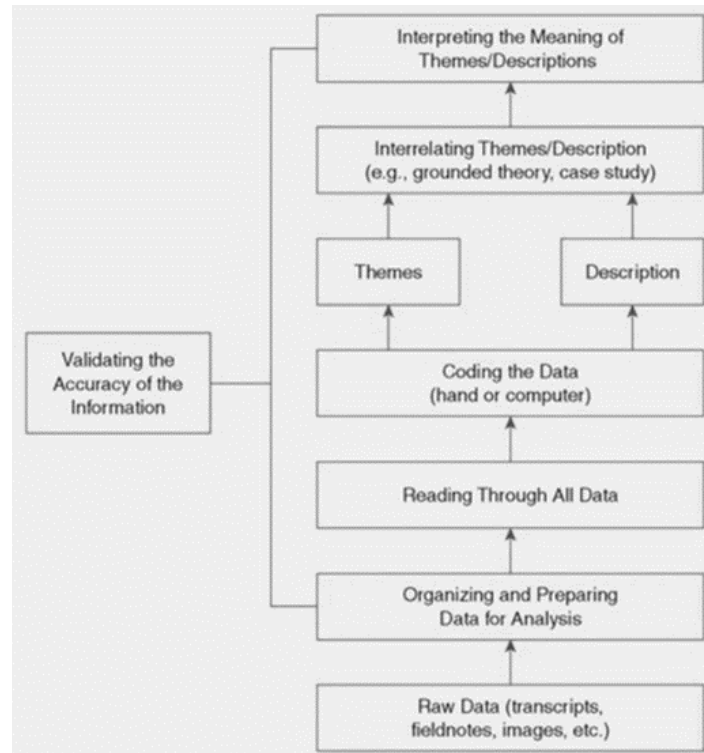 Interpreting the Meaning of
Themes/Descriptions
Interrelating Themes/Description
(e.g., grounded theory, case study)
Themes
Description
Validating the
Accuracy of the
Information
Coding the Data
(hand or computer)
Reading Through All Data
Organizing and Preparing
Data for Analysis
Raw Data (transcripts,
fieldnotes, images, etc.)